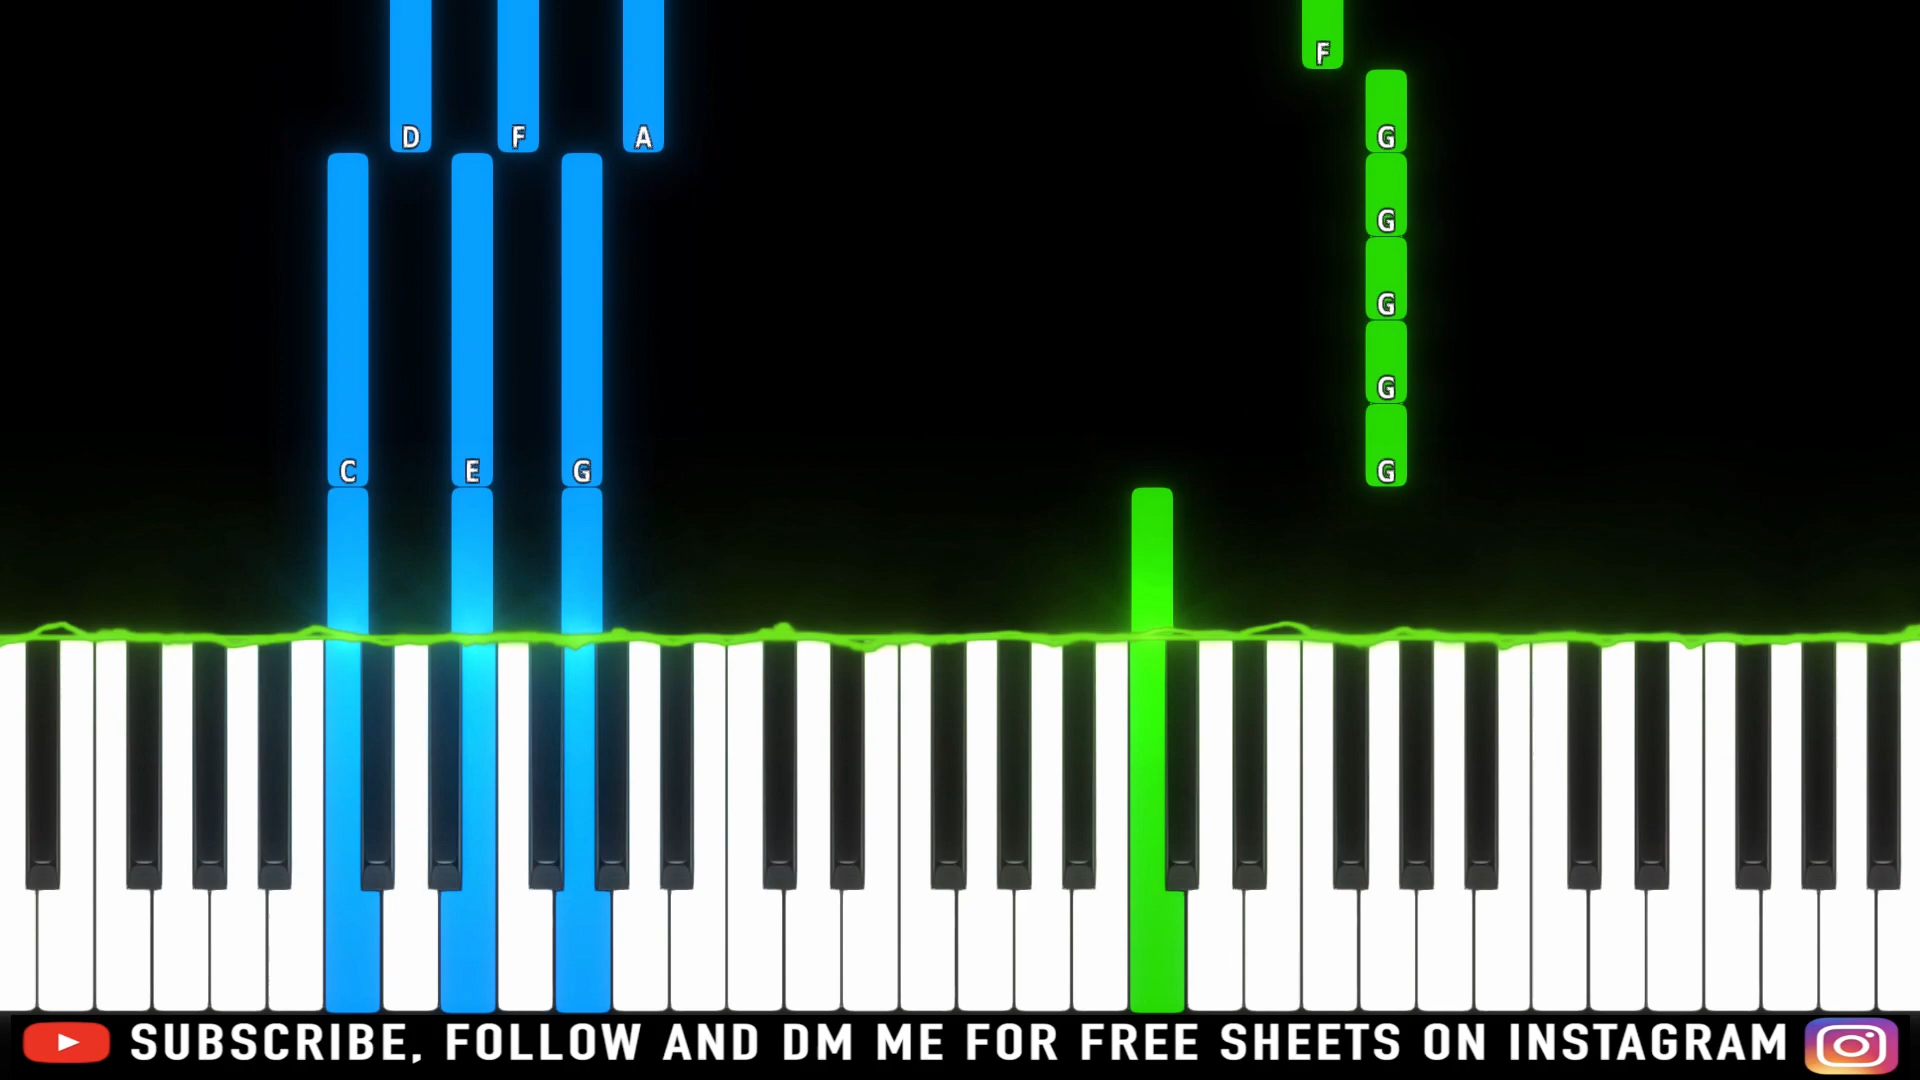 F
D F A G
G
G
G
C E G G
SUBSCRIBE, FOLLOW AND DM ME FOR FREE SHEETS ON INSTAGRAM